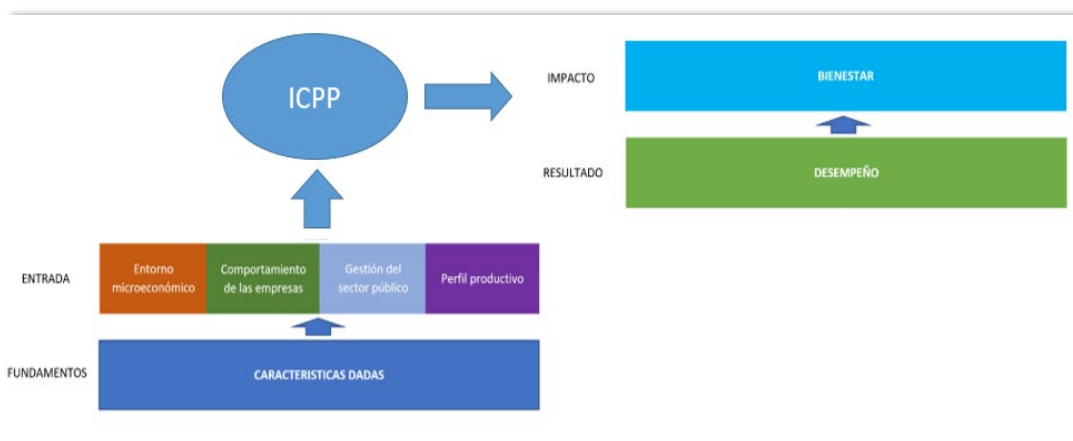 ICPP
IMPACTO
BIENESTAR
RESULTADO
DESEMPEÑO
ENTRADA
Entorno
microeconómico
Comportamiento
de las empresas
Gestión del
sector público
Perfil productivo
FUNDAMENTOS
CARACTERISTICAS DADAS